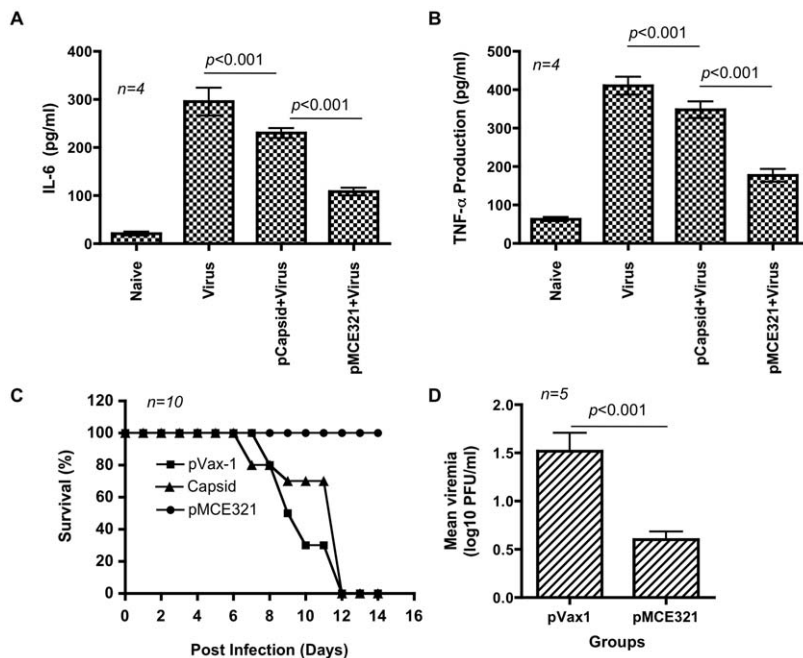 A
n=4
p<0.001
p<0.001
IL-6 (pg/ml)
400
300
200
100
0
Naive
Virus
pCapsid+Virus
pMCE321+Virus
B
n=4
p<0.001
p<0.001
TNF-α Production (pg/ml)
500
400
300
200
100
0
Naive
Virus
pCapsid+Virus
pMCE321+Virus
C
n=10
Survival (%)
120
100
80
60
40
20
0
pVax-1
Capsid
pMCE321
0 2 4 6 8 10 12 14 16
Post Infection (Days)
D
n=5
p<0.001
Mean viremia
(log10 PFU/ml)
2.0
1.5
1.0
0.5
0.0
pVax1 pMCE321
Groups